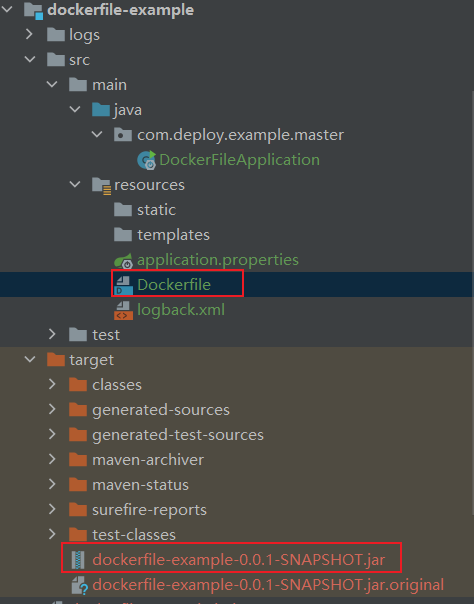 dockerfile-example
logs
src
main
java
com.deploy.example.master
DockerFileApplication
resources
static
templates
application.properties
Dockerfile
logback.xml
test
target
classes
generated-sources
generated-test-sources
maven-archiver
maven-status
surefire-reports
test-classes
dockerfile-example-0.0.1-SNAPSHOT.jar
dockerfile-example-0.0.1-SNAPSHOT.jar.original